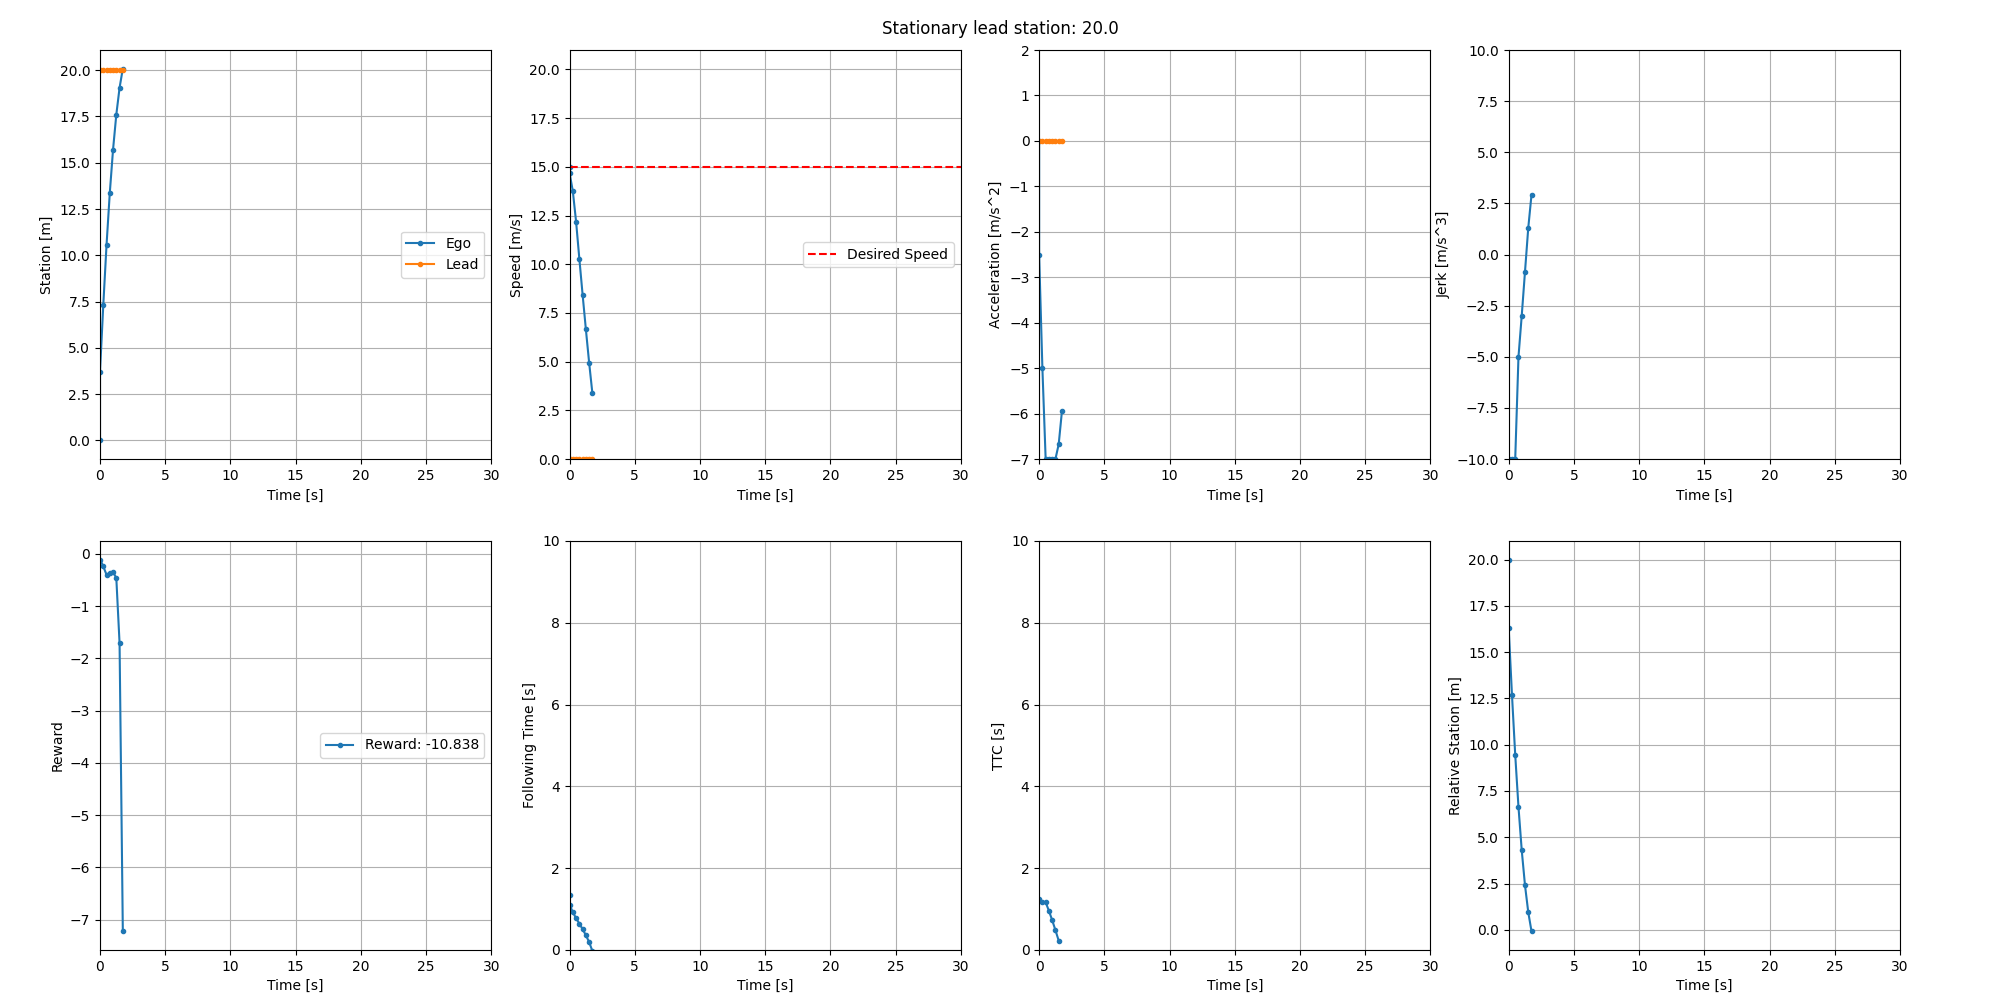 Stationary lead station: 20.0
20.0
17.5
15.0
12.5
10.0
7.5
5.0
2.5
0.0
Station [m]
Ego
Lead
0 5 10 15 20 25 30
Time [s]
20.0
17.5
15.0
12.5
10.0
7.5
5.0
2.5
0.0
Speed [m/s]
Desired Speed
0 5 10 15 20 25 30
Time [s]
2
1
0
−1
−2
−3
−4
−5
−6
−7
Acceleration [m/s^2]
0 5 10 15 20 25 30
Time [s]
10.0
7.5
5.0
2.5
0.0
−2.5
−5.0
−7.5
−10.0
Jerk [m/s^3]
0 5 10 15 20 25 30
Time [s]
0
−1
−2
−3
−4
−5
−6
−7
Reward
Reward: -10.838
0 5 10 15 20 25 30
Time [s]
10
8
6
4
2
0
Following Time [s]
0 5 10 15 20 25 30
Time [s]
10
8
6
4
2
0
TTC [s]
0 5 10 15 20 25 30
Time [s]
20.0
17.5
15.0
12.5
10.0
7.5
5.0
2.5
0.0
Relative Station [m]
0 5 10 15 20 25 30
Time [s]